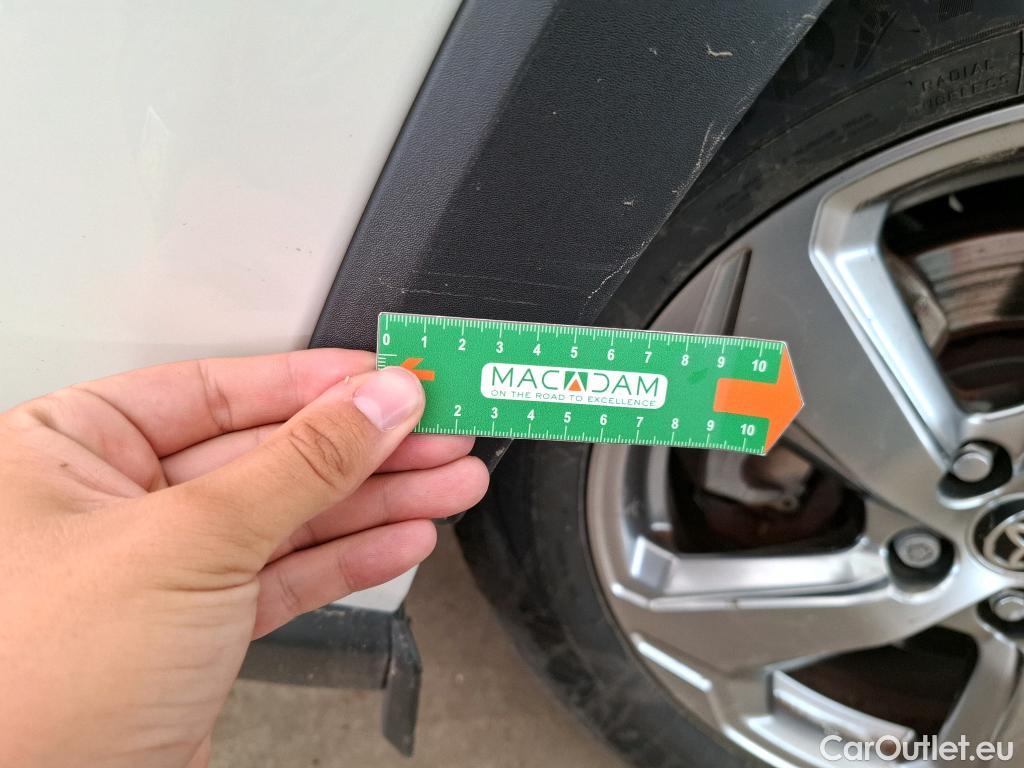 RADIAL
TUBELESS
0 1 2 3 4 5 6 7 8 9 10
MACADAM
ON THE ROAD TO EXCELLENCE
2 3 4 5 6 7 8 9 10
CarOutlet.eu